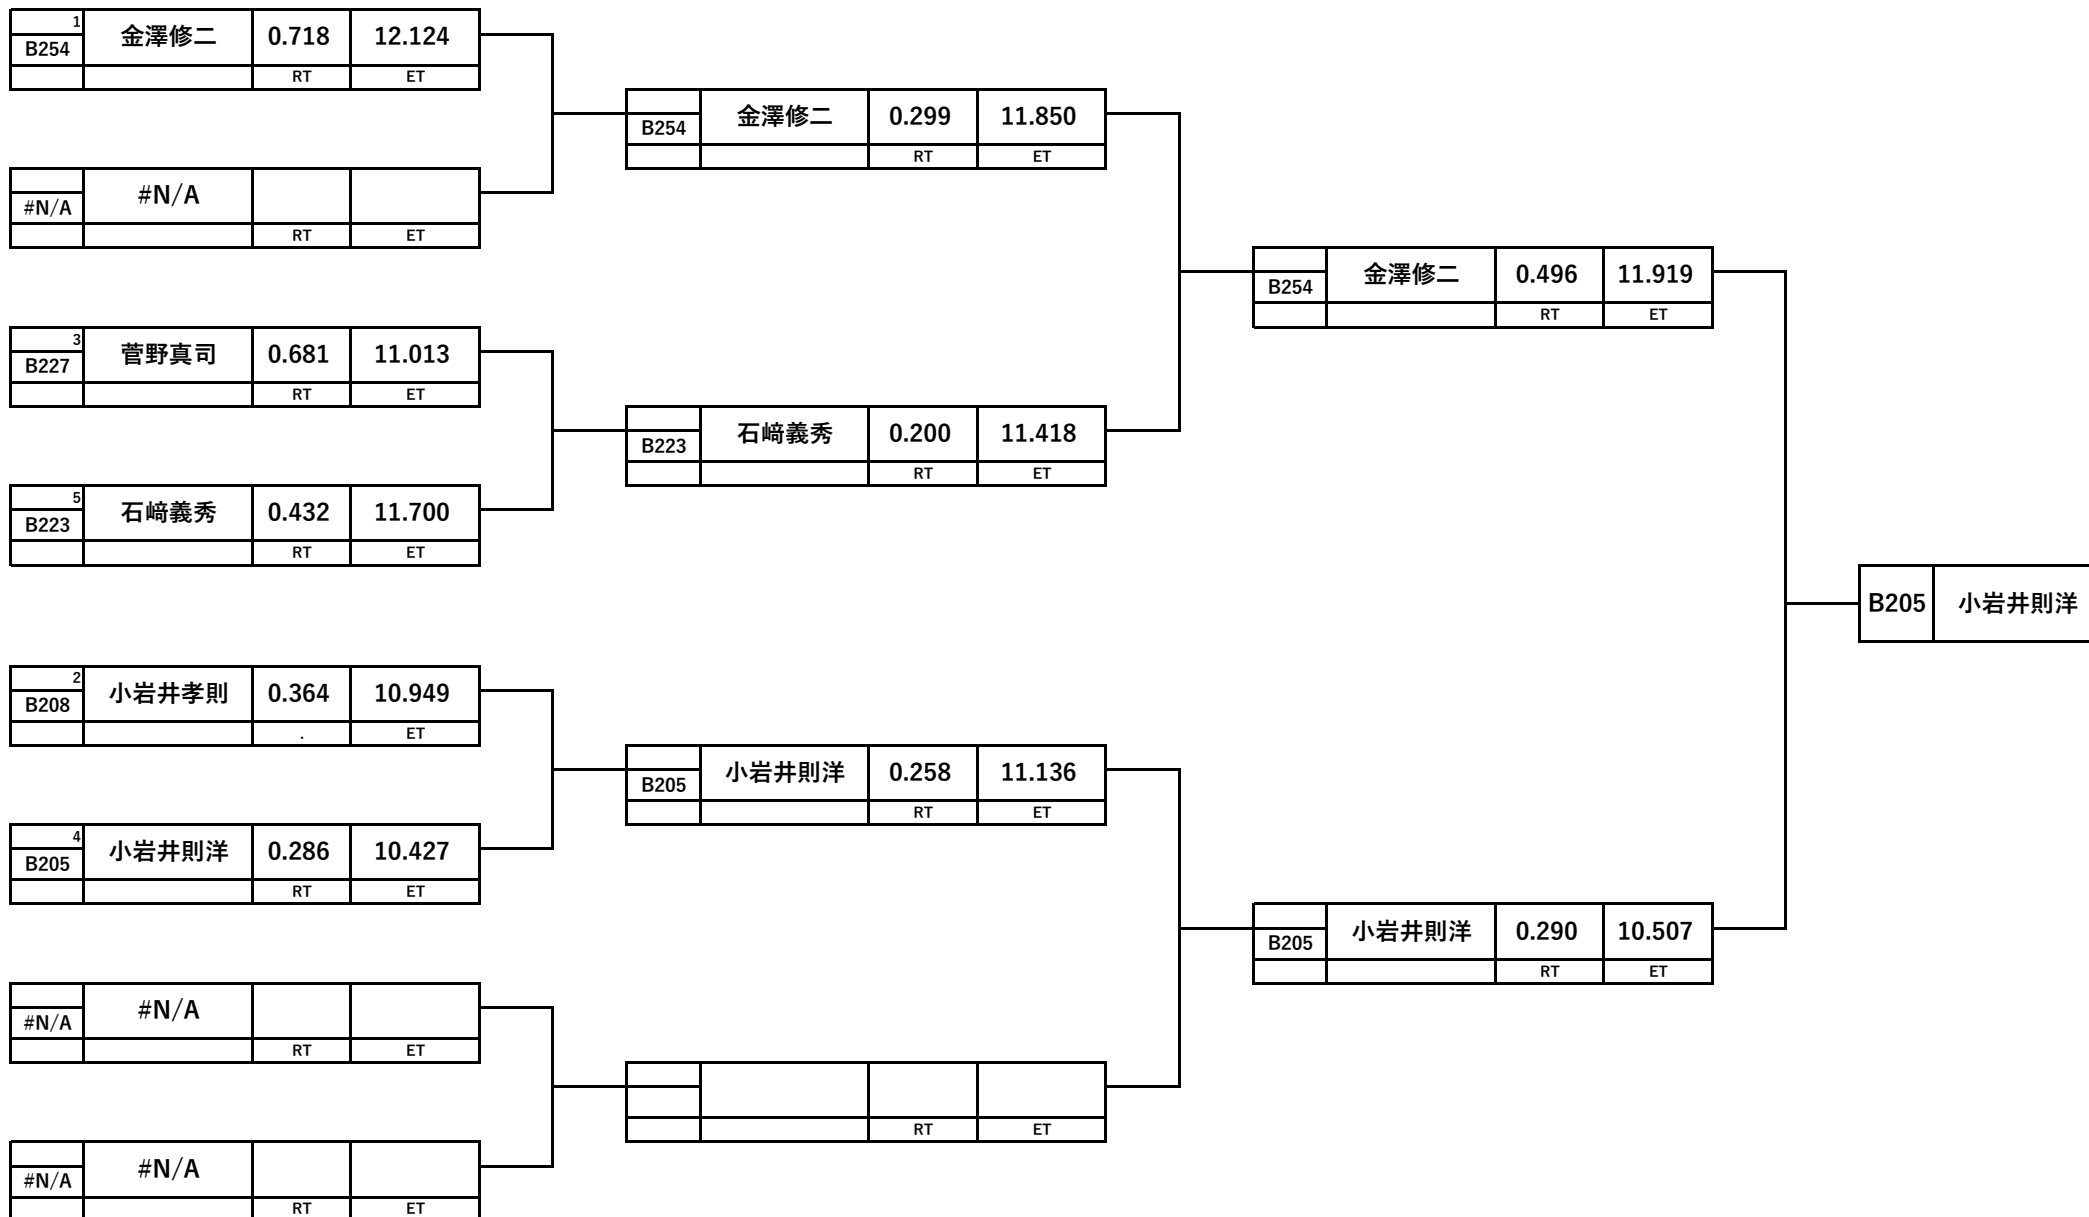 1
B254 金澤修二 0.718 12.124
RT ET
#N/A #N/A
RT ET
3
B227 菅野真司 0.681 11.013
RT ET
5
B223 石﨑義秀 0.432 11.700
RT ET
2
B208 小岩井孝則 0.364 10.949
. ET
4
B205 小岩井則洋 0.286 10.427
RT ET
#N/A #N/A
RT ET
#N/A #N/A
RT ET
B254 金澤修二 0.299 11.850
RT ET
B223 石﨑義秀 0.200 11.418
RT ET
B205 小岩井則洋 0.258 11.136
RT ET
RT ET
B254 金澤修二 0.496 11.919
RT ET
B205 小岩井則洋 0.290 10.507
RT ET
B205 小岩井則洋